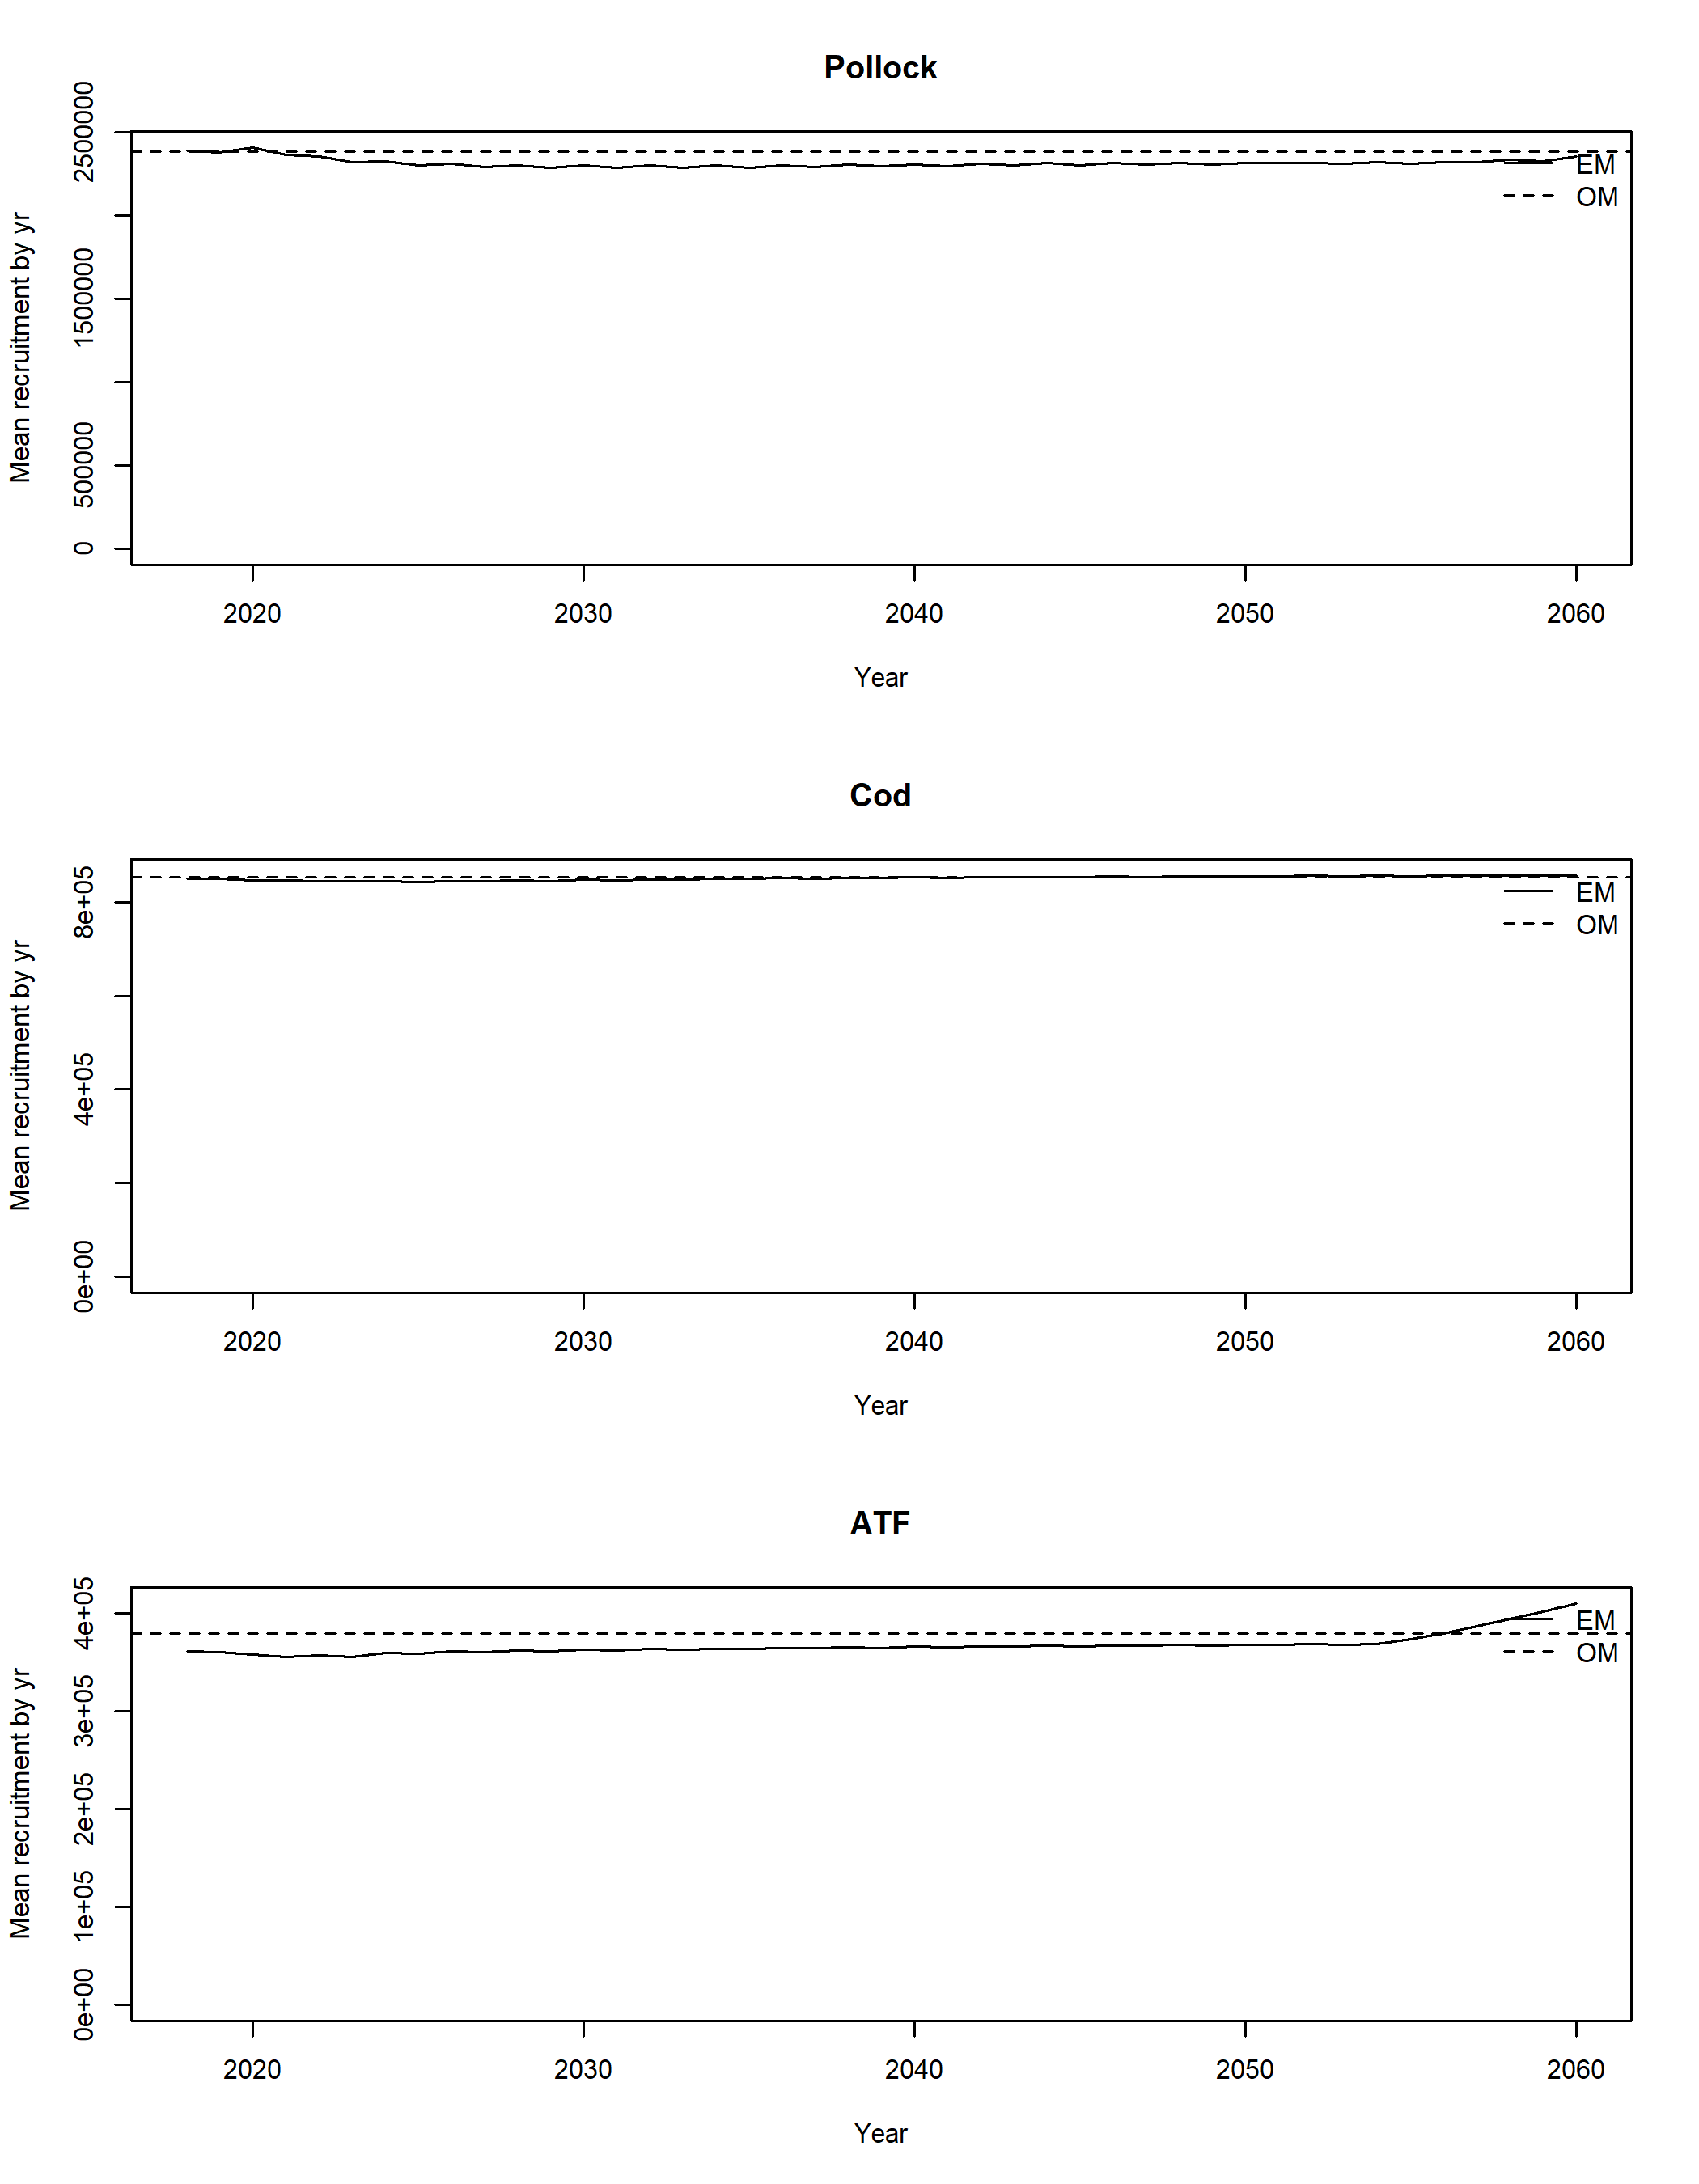 Pollock
Mean recruitment by yr
2500000
1500000
500000
0
EM
OM
2020 2030 2040 2050 2060
Year
Cod
Mean recruitment by yr
8e+05
4e+05
0e+00
EM
OM
2020 2030 2040 2050 2060
Year
ATF
Mean recruitment by yr
4e+05
3e+05
2e+05
1e+05
0e+00
EM
OM
2020 2030 2040 2050 2060
Year